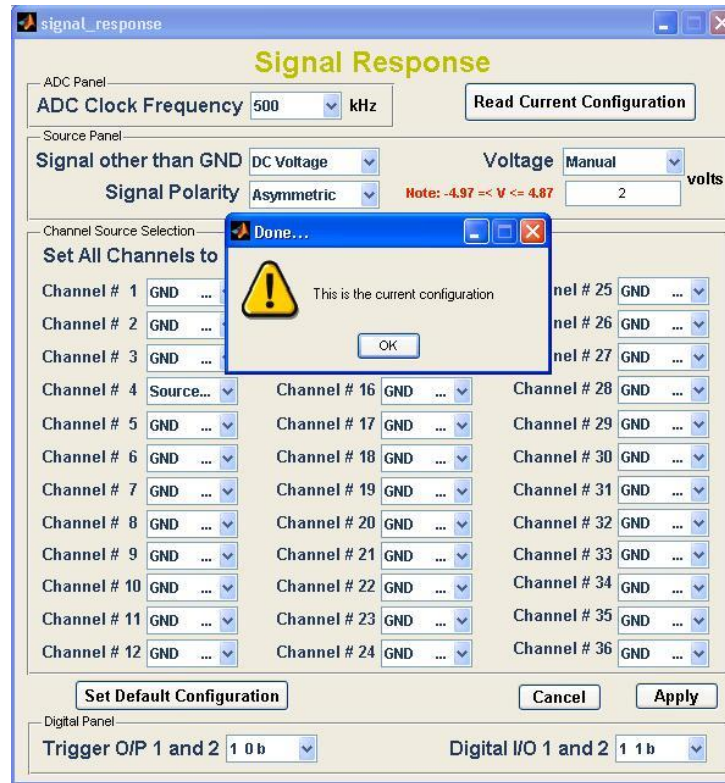 signal_response
Signal Response
ADC Panel
ADC Clock Frequency 500 kHz
Read Current Configuration
Source Panel
Signal other than GND DC Voltage
Voltage Manual
Signal Polarity Asymmetric
Note: -4.97 =< V <= 4.87
2
volts
Channel Source Selection
Set All Channels to
Done...
This is the current configuration
OK
Channel # 1 GND ...
nel # 25 GND ...
Channel # 2 GND ...
nel # 26 GND ...
Channel # 3 GND ...
nel # 27 GND ...
Channel # 4 Source...
Channel # 16 GND ...
Channel # 28 GND ...
Channel # 5 GND ...
Channel # 17 GND ...
Channel # 29 GND ...
Channel # 6 GND ...
Channel # 18 GND ...
Channel # 30 GND ...
Channel # 7 GND ...
Channel # 19 GND ...
Channel # 31 GND ...
Channel # 8 GND ...
Channel # 20 GND ...
Channel # 32 GND ...
Channel # 9 GND ...
Channel # 21 GND ...
Channel # 33 GND ...
Channel # 10 GND ...
Channel # 22 GND ...
Channel # 34 GND ...
Channel # 11 GND ...
Channel # 23 GND ...
Channel # 35 GND ...
Channel # 12 GND ...
Channel # 24 GND ...
Channel # 36 GND ...
Set Default Configuration
Cancel
Apply
Digital Panel
Trigger O/P 1 and 2 1 0 b
Digital I/O 1 and 2 1 1 b